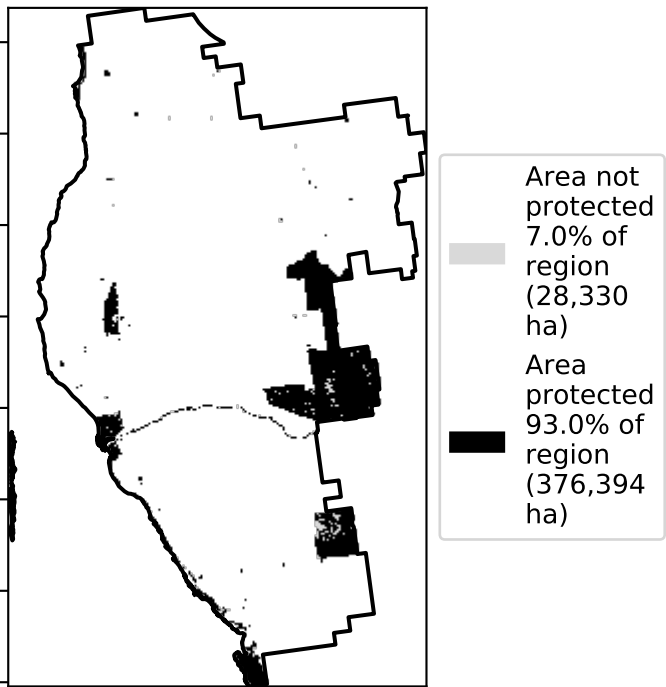 Area not
protected
7.0% of
region
(28,330
ha)
Area
protected
93.0% of
region
(376,394
ha)